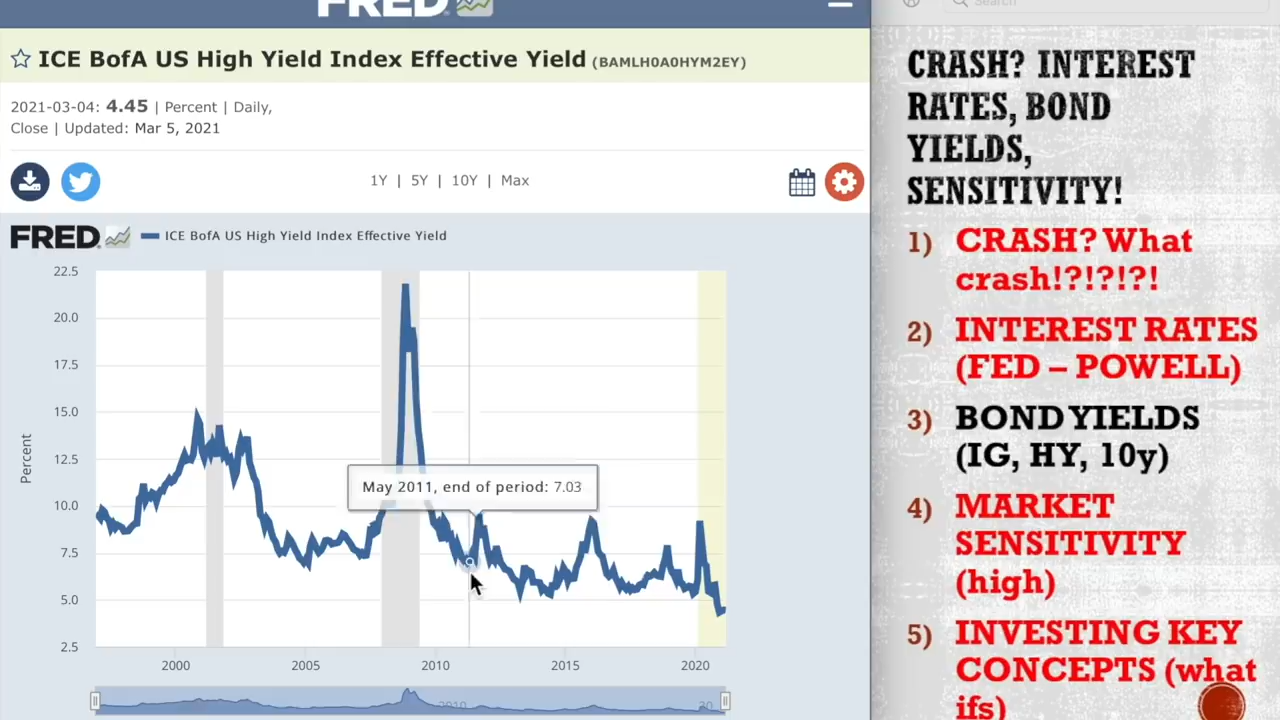 FRED
Search
ICE BofA US High Yield Index Effective Yield (BAMLH0A0HYM2EY)
2021-03-04: 4.45 | Percent | Daily,
Close | Updated: Mar 5, 2021
1Y | 5Y | 10Y | Max
FRED ICE BofA US High Yield Index Effective Yield
22.5
20.0
17.5
15.0
12.5
10.0
7.5
5.0
2.5
Percent
May 2011, end of period: 7.03
2000 2005 2010 2015 2020
2010
CRASH? INTEREST
RATES, BOND
YIELDS,
SENSITIVITY!
1) CRASH? What
crash!?!?!?!
2) INTEREST RATES
(FED – POWELL)
3) BOND YIELDS
(IG, HY, 10y)
4) MARKET
SENSITIVITY
(high)
5) INVESTING KEY
CONCEPTS (what
ifs)